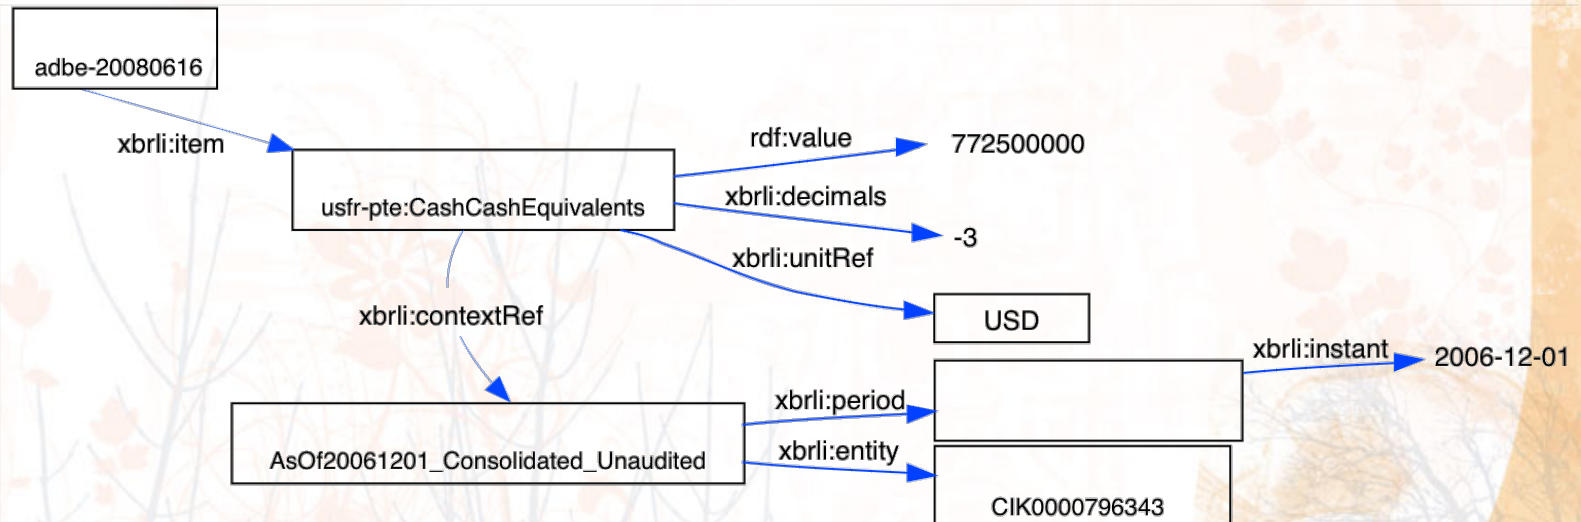 adbe-20080616
xbrli:item
rdf:value
772500000
xbrli:decimals
usfr-pte:CashCashEquivalents
-3
xbrli:unitRef
xbrli:contextRef
USD
xbrli:instant
2006-12-01
xbrli:period
xbrli:entity
AsOf20061201_Consolidated_Unaudited
CIK0000796343